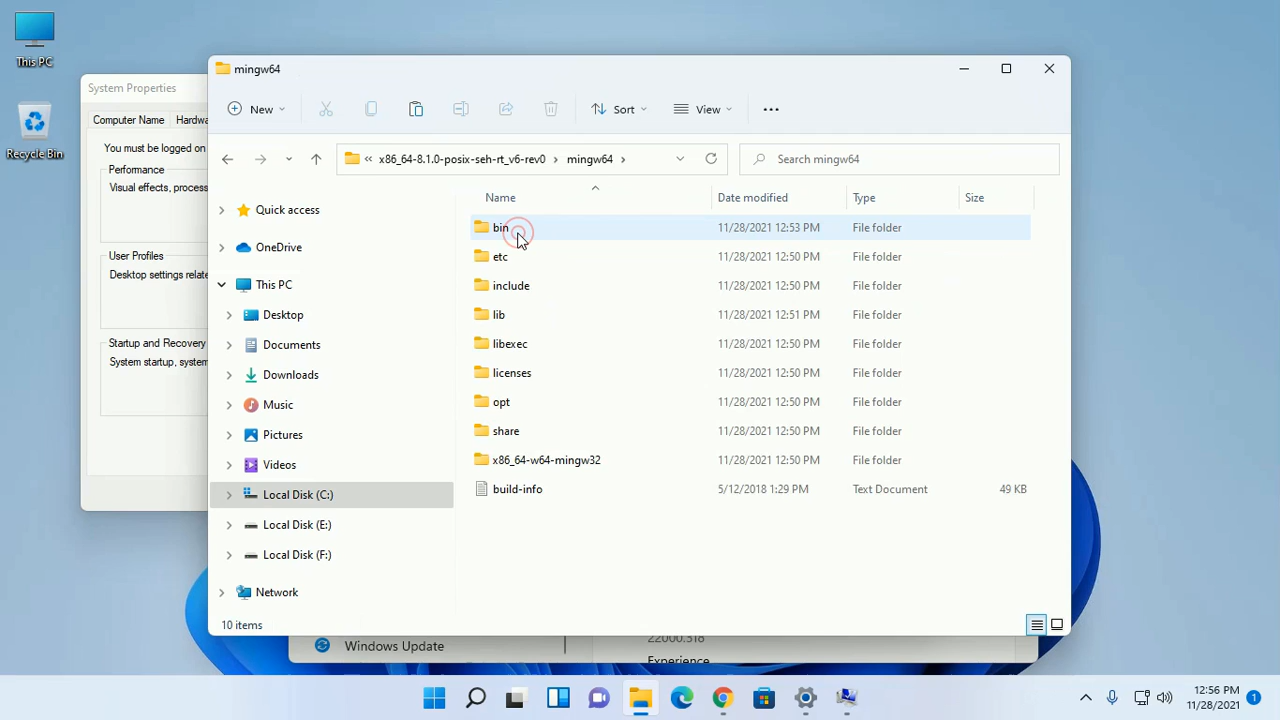 This PC
Recycle Bin
System Properties
Computer Name
Hardwa
You must be logged on
Performance
Visual effects, process
User Profiles
Desktop settings related
Startup and Recovery
System startup, system
mingw64
New
Sort
View
« x86_64-8.1.0-posix-seh-rt_v6-rev0 > mingw64 >
Search mingw64
Quick access
OneDrive
This PC
Desktop
Documents
Downloads
Music
Pictures
Videos
Local Disk (C:)
Local Disk (E:)
Local Disk (F:)
Network
Name Date modified Type Size
bin 11/28/2021 12:53 PM File folder
etc 11/28/2021 12:50 PM File folder
include 11/28/2021 12:50 PM File folder
lib 11/28/2021 12:51 PM File folder
libexec 11/28/2021 12:50 PM File folder
licenses 11/28/2021 12:50 PM File folder
opt 11/28/2021 12:50 PM File folder
share 11/28/2021 12:50 PM File folder
x86_64-w64-mingw32 11/28/2021 12:50 PM File folder
build-info 5/12/2018 1:29 PM Text Document 49 KB
10 items
Windows Update
22000.318
Experience
12:56 PM
11/28/2021
1